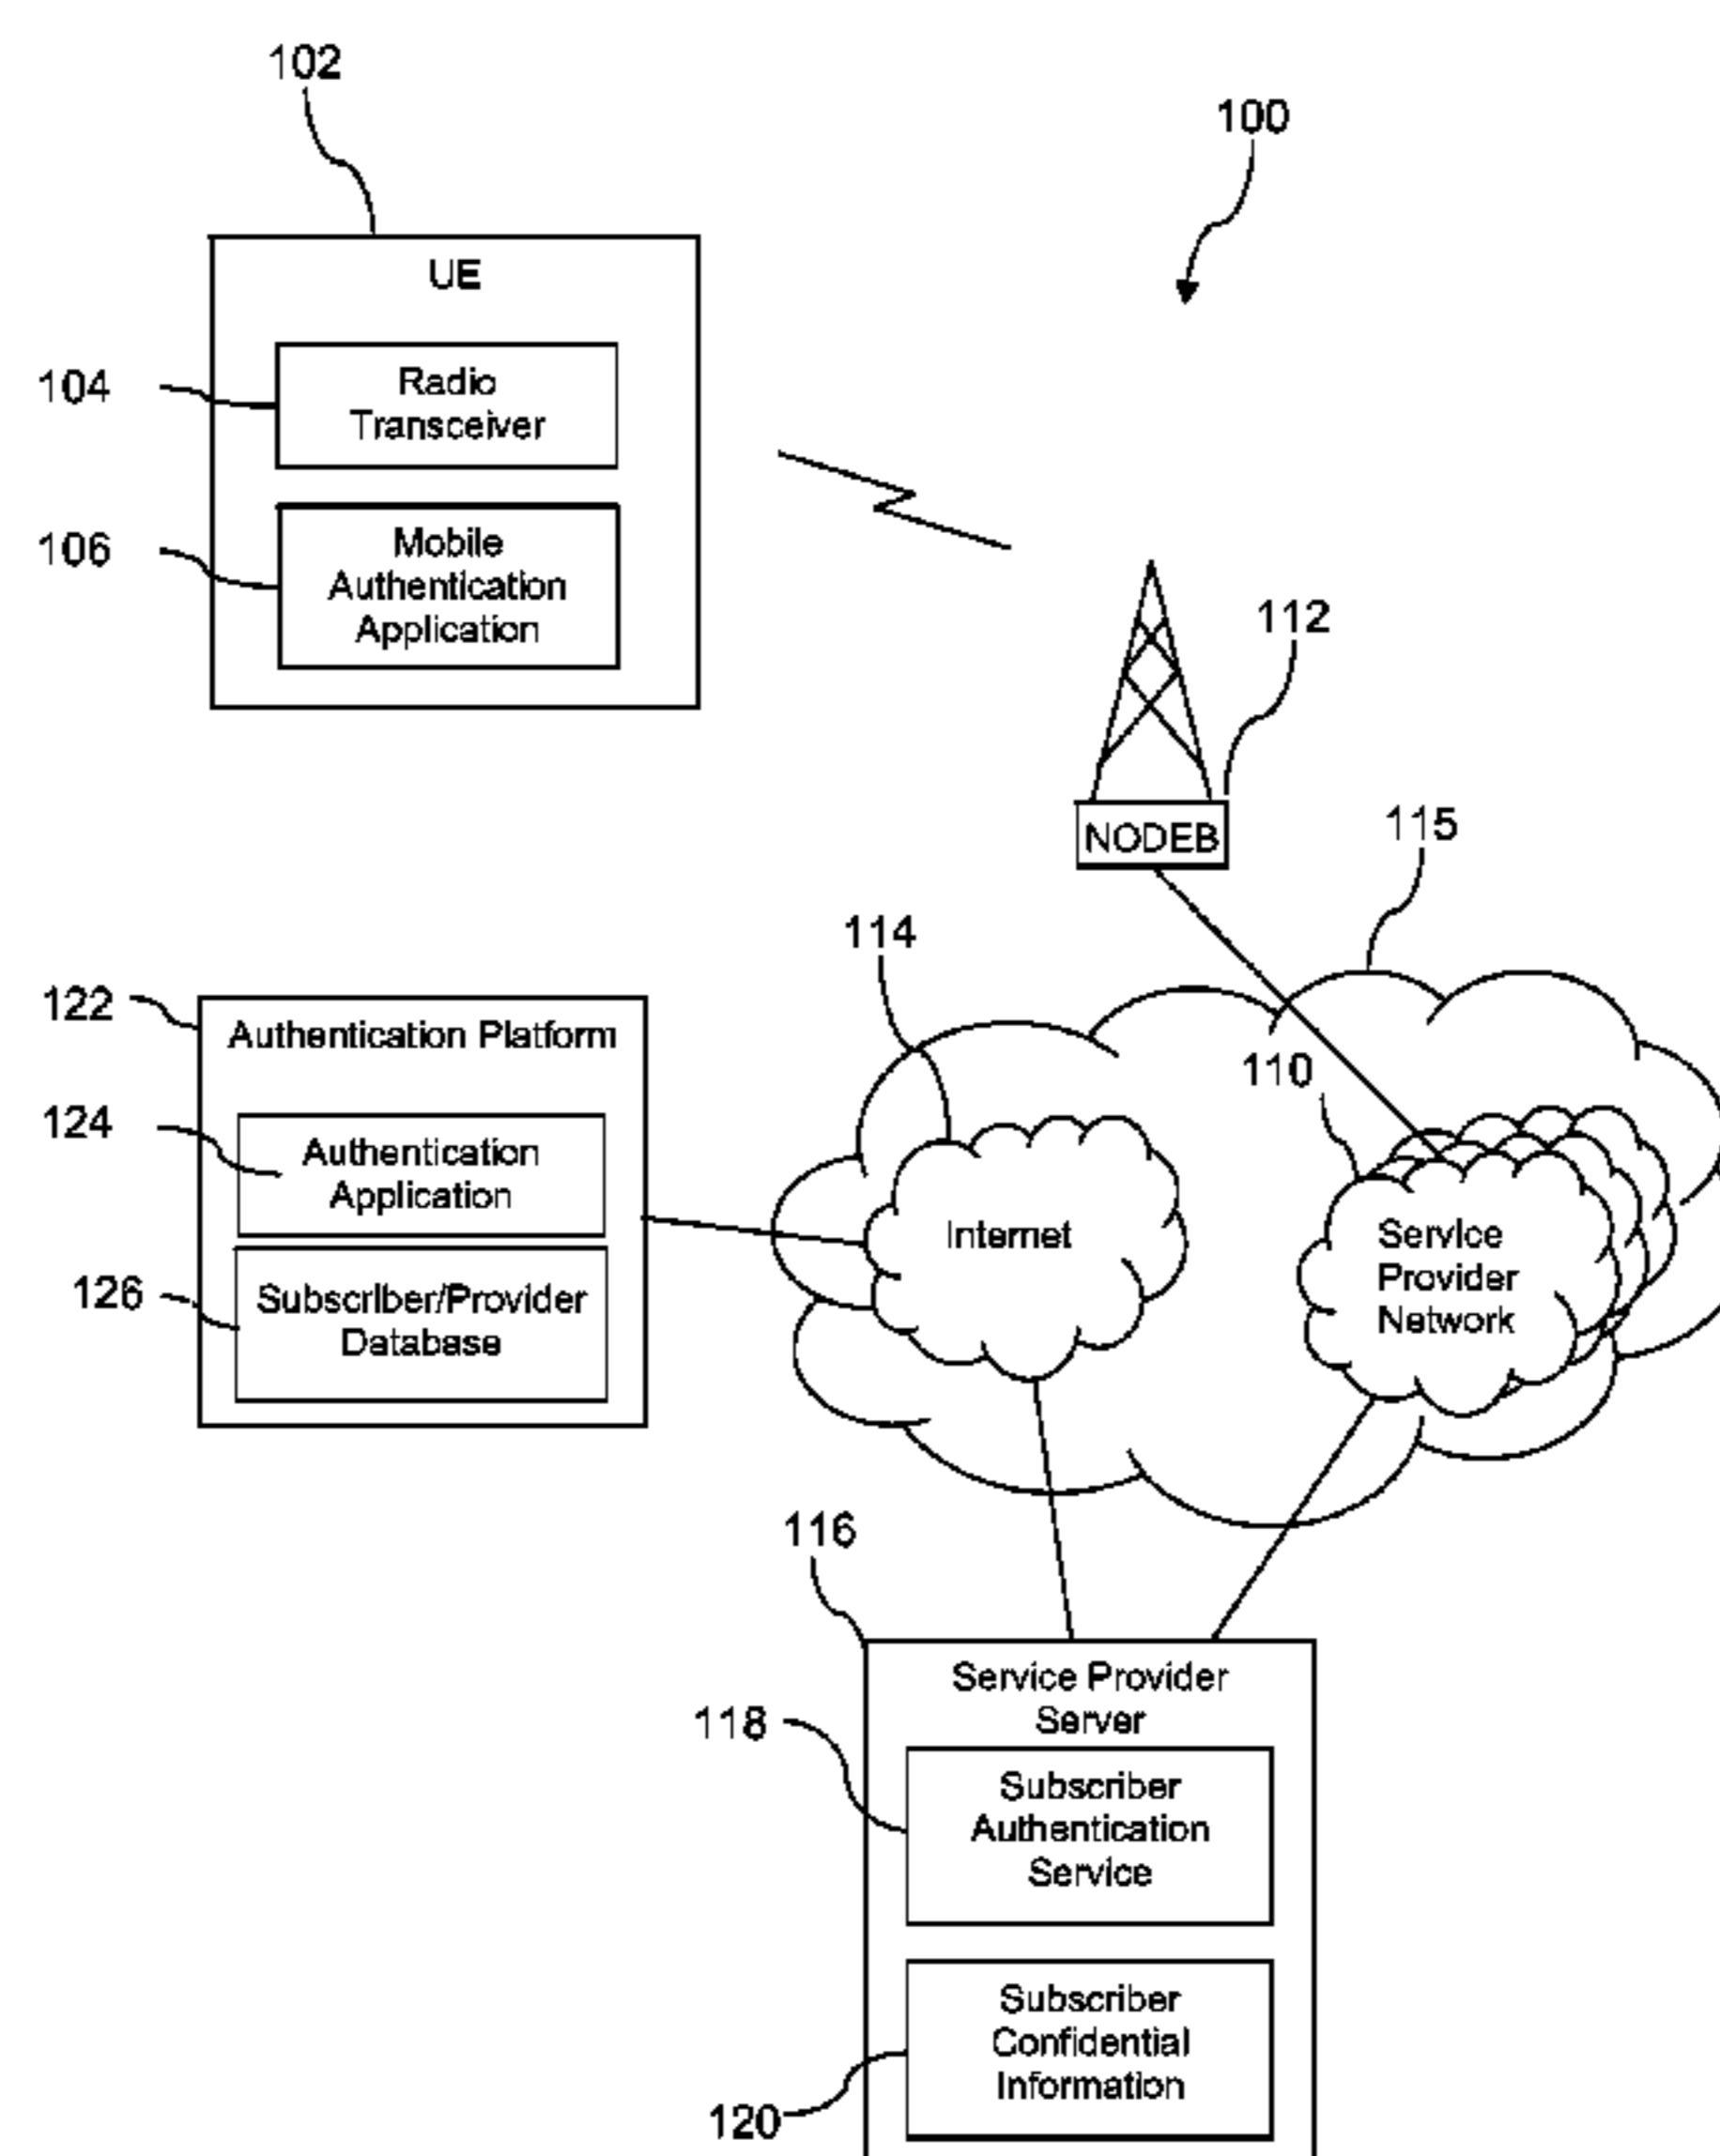 102
100
UE
104
Radio
Transceiver
106
Mobile
Authentication
Application
112
NODEB
115
114
122
Authentication Platform
110
124
Authentication
Application
Internet
Service
Provider
Network
126
Subscriber/Provider
Database
116
Service Provider
Server
118
Subscriber
Authentication
Service
Subscriber
Confidential
Information
120